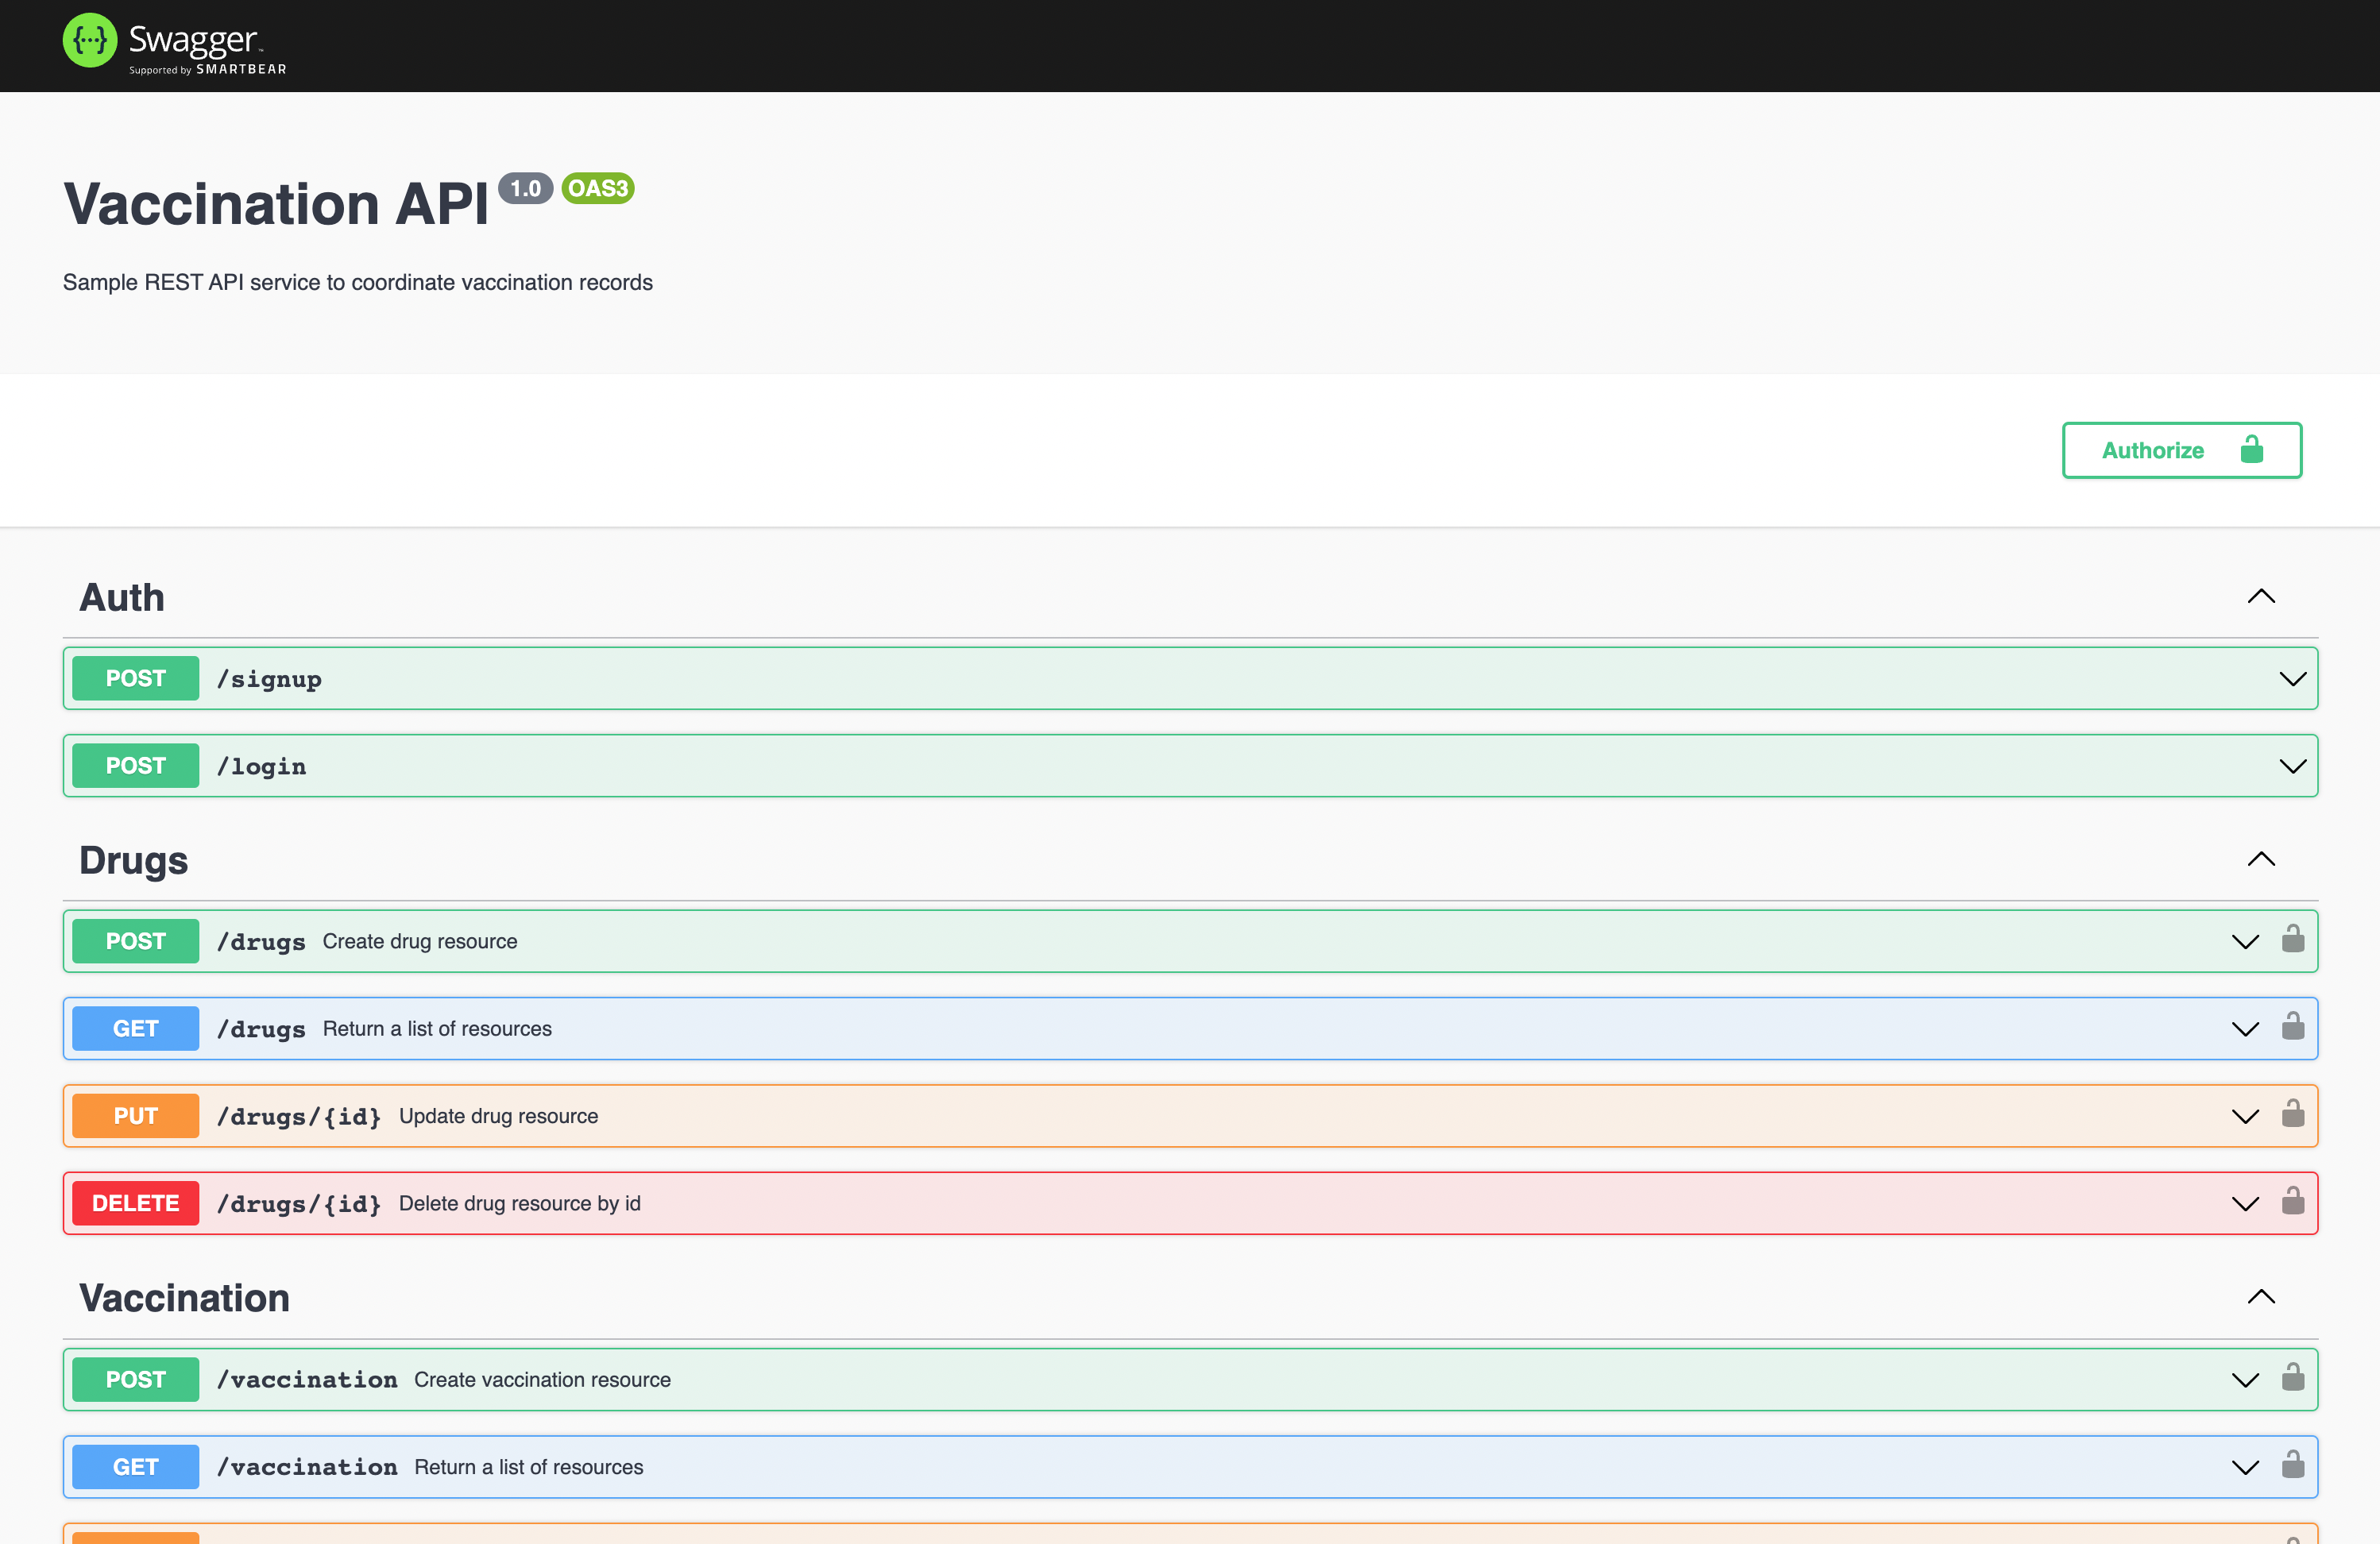 {···} Swagger™
Supported by SMARTBEAR
Vaccination API 1.0 OAS3
Sample REST API service to coordinate vaccination records
Authorize
Auth
POST /signup
POST /login
Drugs
POST /drugs Create drug resource
GET /drugs Return a list of resources
PUT /drugs/{id} Update drug resource
DELETE /drugs/{id} Delete drug resource by id
Vaccination
POST /vaccination Create vaccination resource
GET /vaccination Return a list of resources